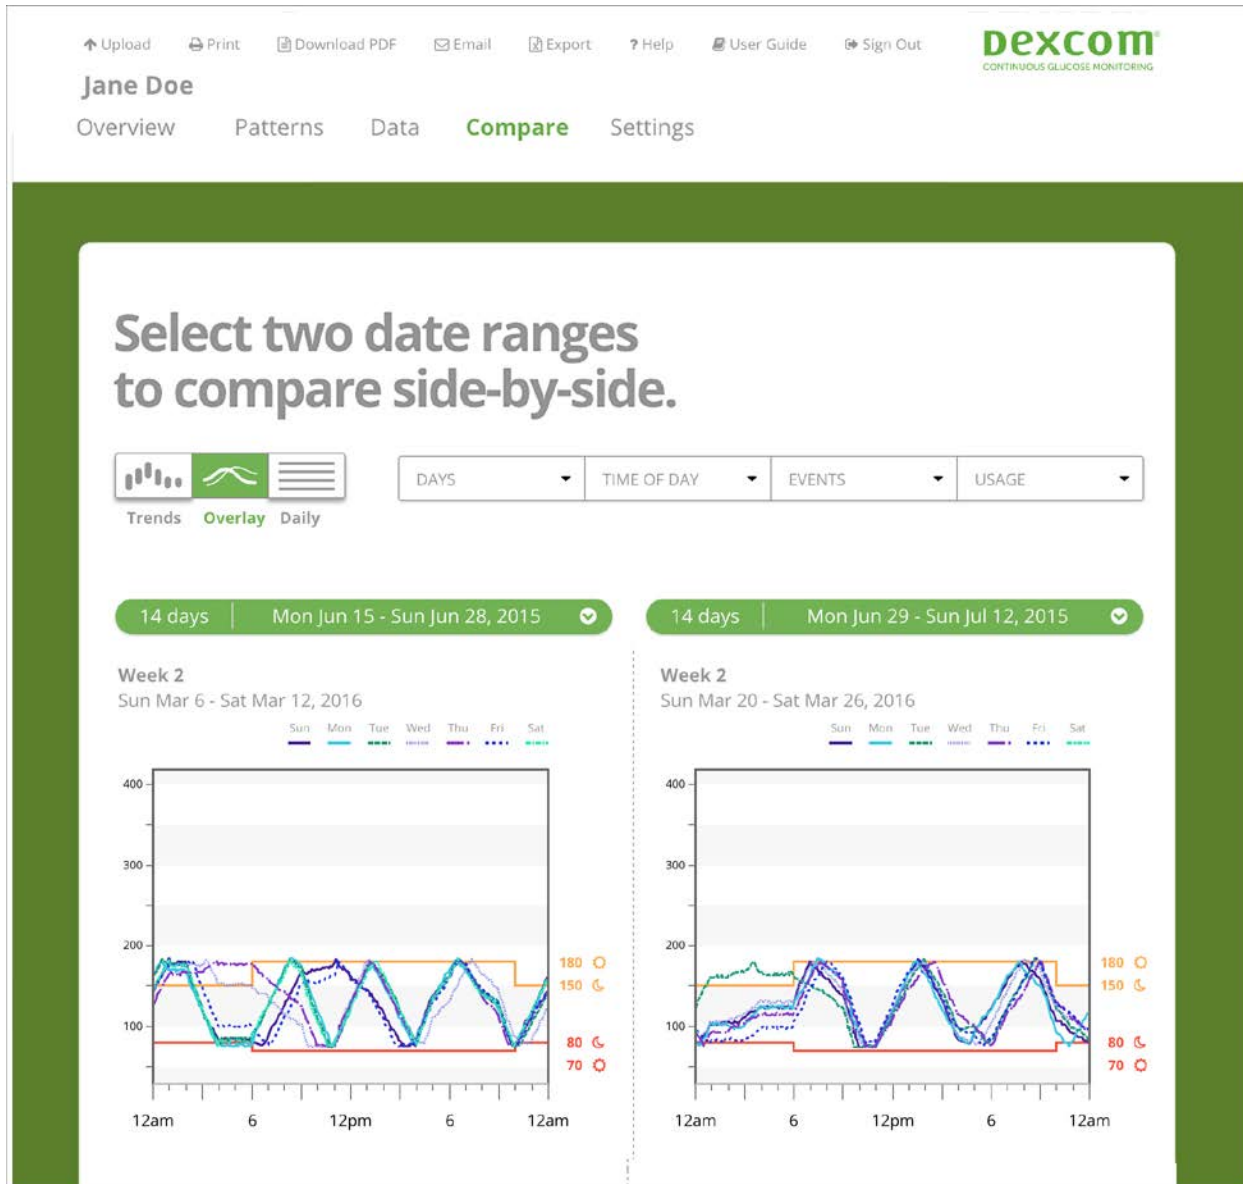 Upload Print Download PDF Email Export ? Help User Guide Sign Out
Dexcom
CONTINUOUS GLUCOSE MONITORING
Jane Doe
Overview Patterns Data Compare Settings
Select two date ranges
to compare side-by-side.
Trends Overlay Daily
DAYS TIME OF DAY EVENTS USAGE
14 days Mon Jun 15 - Sun Jun 28, 2015
Week 2
Sun Mar 6 - Sat Mar 12, 2016
Sun Mon Tue Wed Thu Fri Sat
400
300
200
100
180
150
80
70
12am 6 12pm 6 12am
14 days Mon Jun 29 - Sun Jul 12, 2015
Week 2
Sun Mar 20 - Sat Mar 26, 2016
Sun Mon Tue Wed Thu Fri Sat
400
300
200
100
180
150
80
70
12am 6 12pm 6 12am